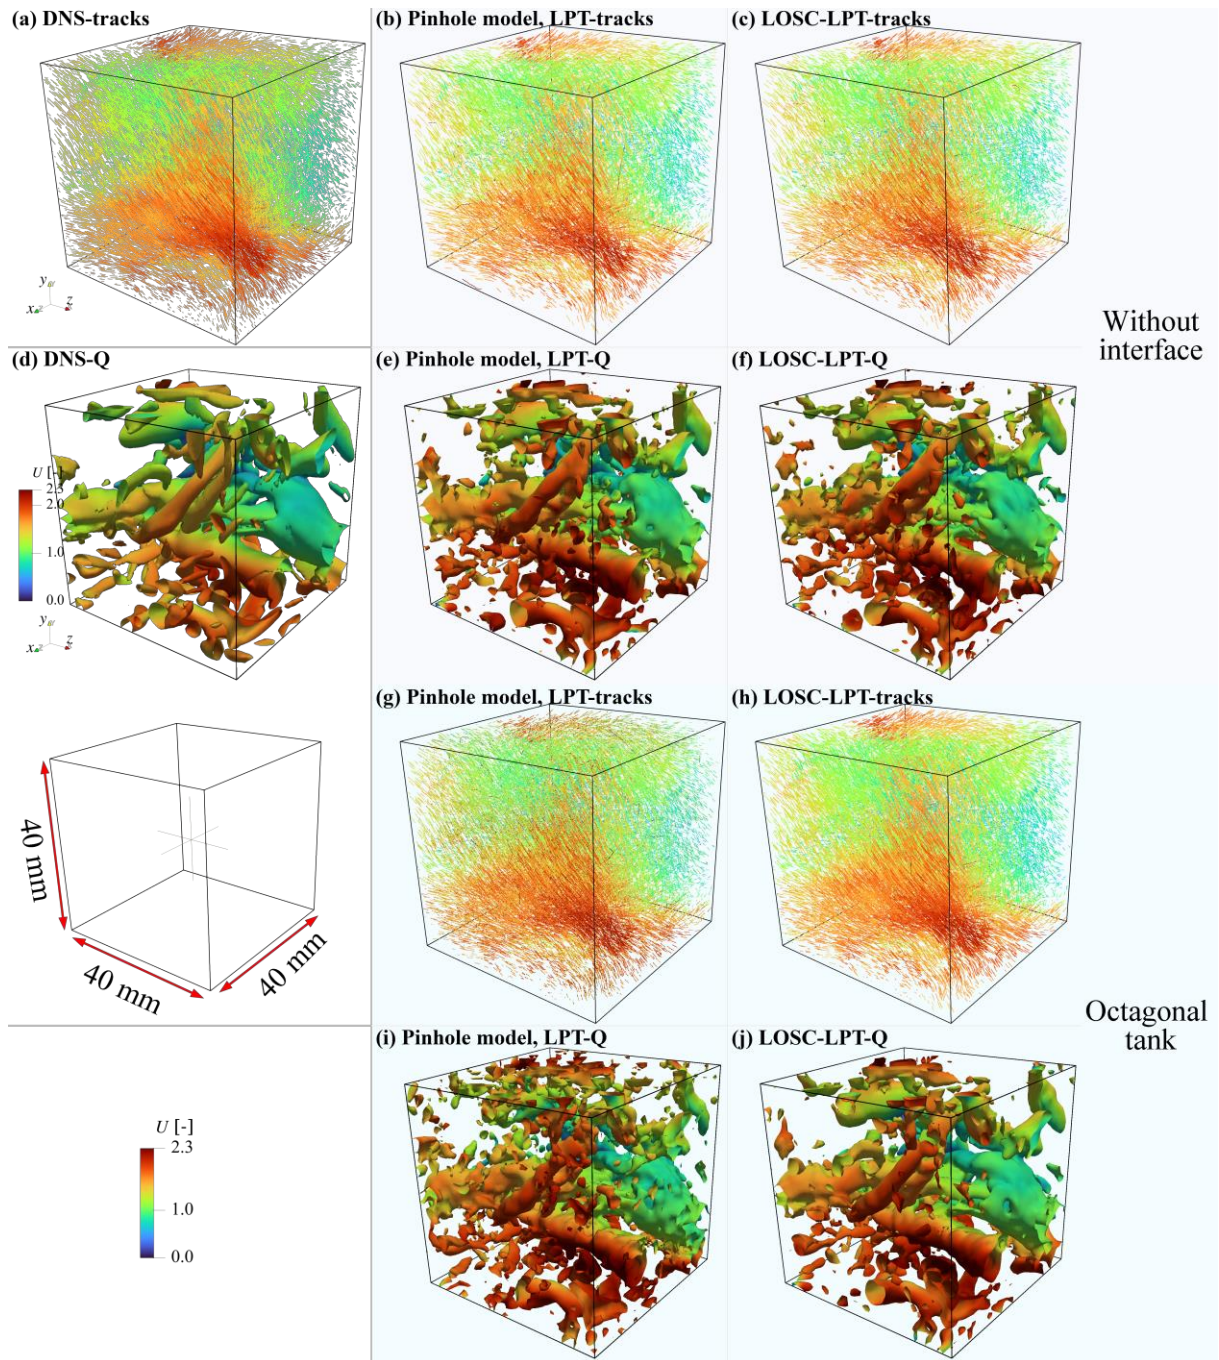 (a) DNS-tracks
(b) Pinhole model, LPT-tracks
(c) LOSC-LPT-tracks
y
x
z
Without
interface
(d) DNS-Q
(e) Pinhole model, LPT-Q
(f) LOSC-LPT-Q
U [-]
2.3
2.0
1.0
0.0
y
x
z
(g) Pinhole model, LPT-tracks
(h) LOSC-LPT-tracks
40 mm
40 mm
40 mm
Octagonal
tank
(i) Pinhole model, LPT-Q
(j) LOSC-LPT-Q
U [-]
2.3
1.0
0.0